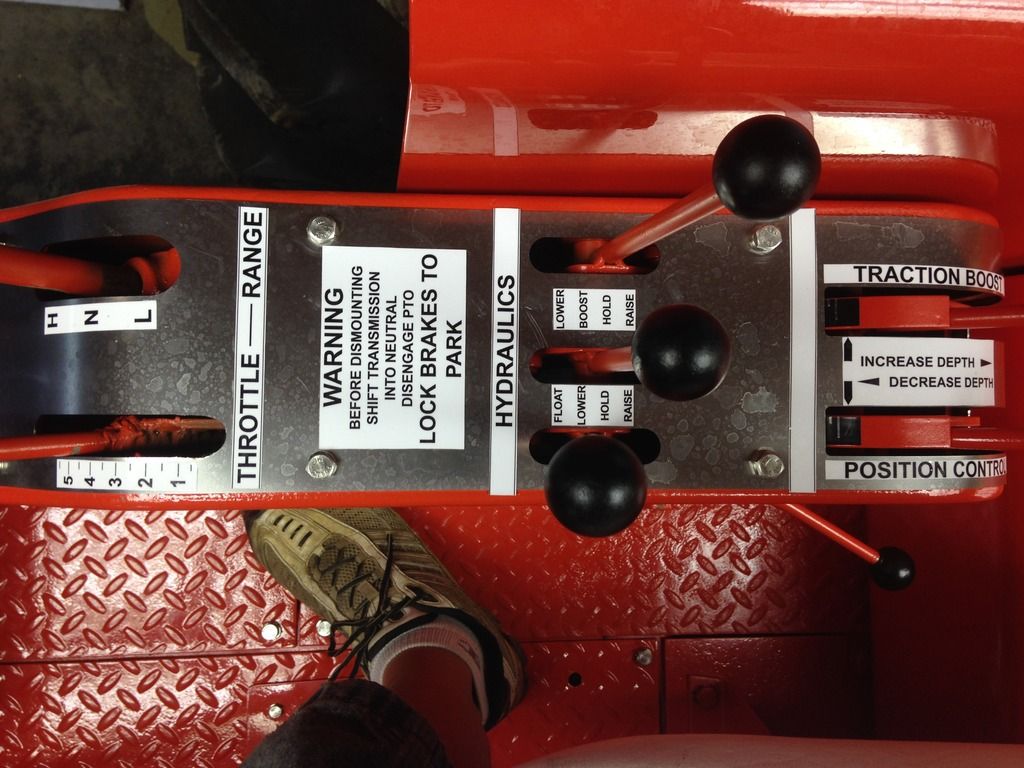 H
N
L
5
4
3
2
1
THROTTLE — RANGE
WARNING
BEFORE DISMOUNTING
SHIFT TRANSMISSION
INTO NEUTRAL
DISENGAGE PTO
LOCK BRAKES TO
PARK
HYDRAULICS
LOWER
BOOST
HOLD
RAISE
FLOAT
LOWER
HOLD
RAISE
TRACTION BOOST
INCREASE DEPTH
DECREASE DEPTH
POSITION CONTROL